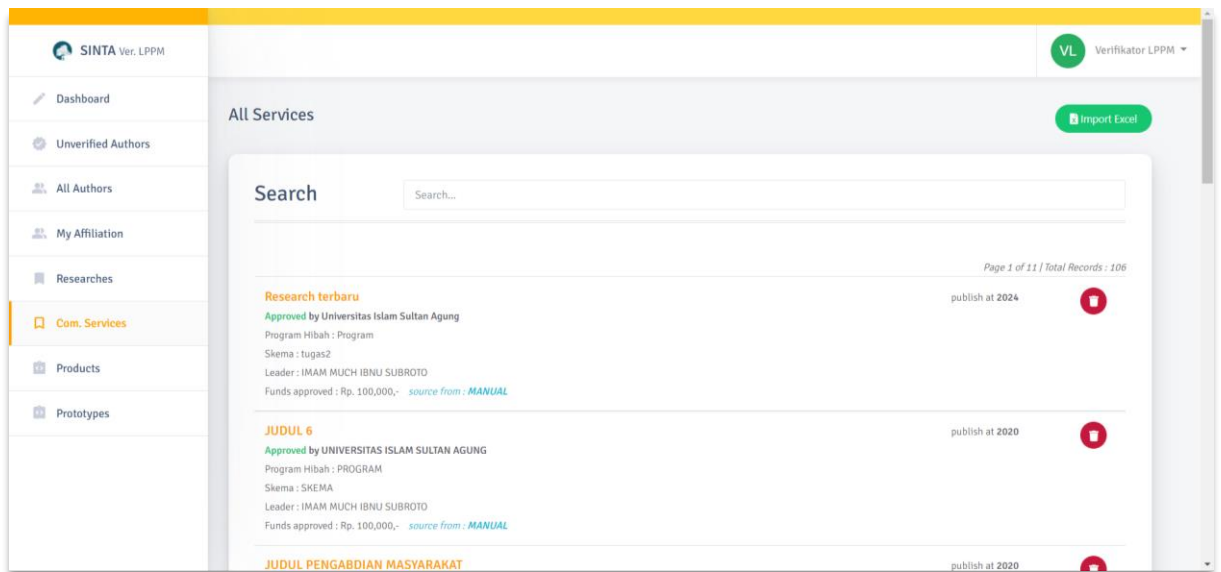 SINTA Ver. LPPM
VL Verifikator LPPM
Dashboard
Unverified Authors
All Authors
My Affiliation
Researches
Com. Services
Products
Prototypes
All Services
Import Excel
Search
Search...
Page 1 of 11 | Total Records : 106
Research terbaru
publish at 2024
Approved by Universitas Islam Sultan Agung
Program Hibah : Program
Skema : tugas2
Leader : IMAM MUCH IBNU SUBROTO
Funds approved : Rp. 100,000,- source from : MANUAL
JUDUL 6
publish at 2020
Approved by UNIVERSITAS ISLAM SULTAN AGUNG
Program Hibah : PROGRAM
Skema : SKEMA
Leader : IMAM MUCH IBNU SUBROTO
Funds approved : Rp. 100,000,- source from : MANUAL
JUDUL PENGABDIAN MASYARAKAT
publish at 2020